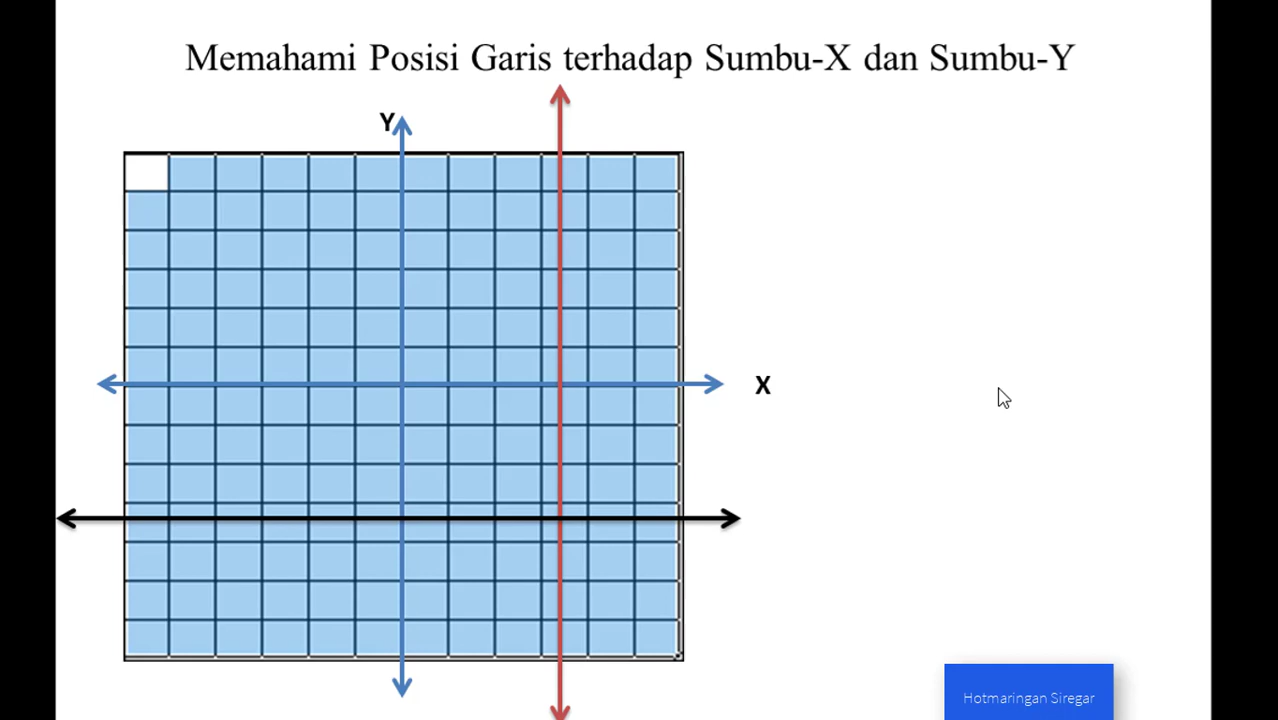 Memahami Posisi Garis terhadap Sumbu-X dan Sumbu-Y
Y
X
Hotmaringan Siregar